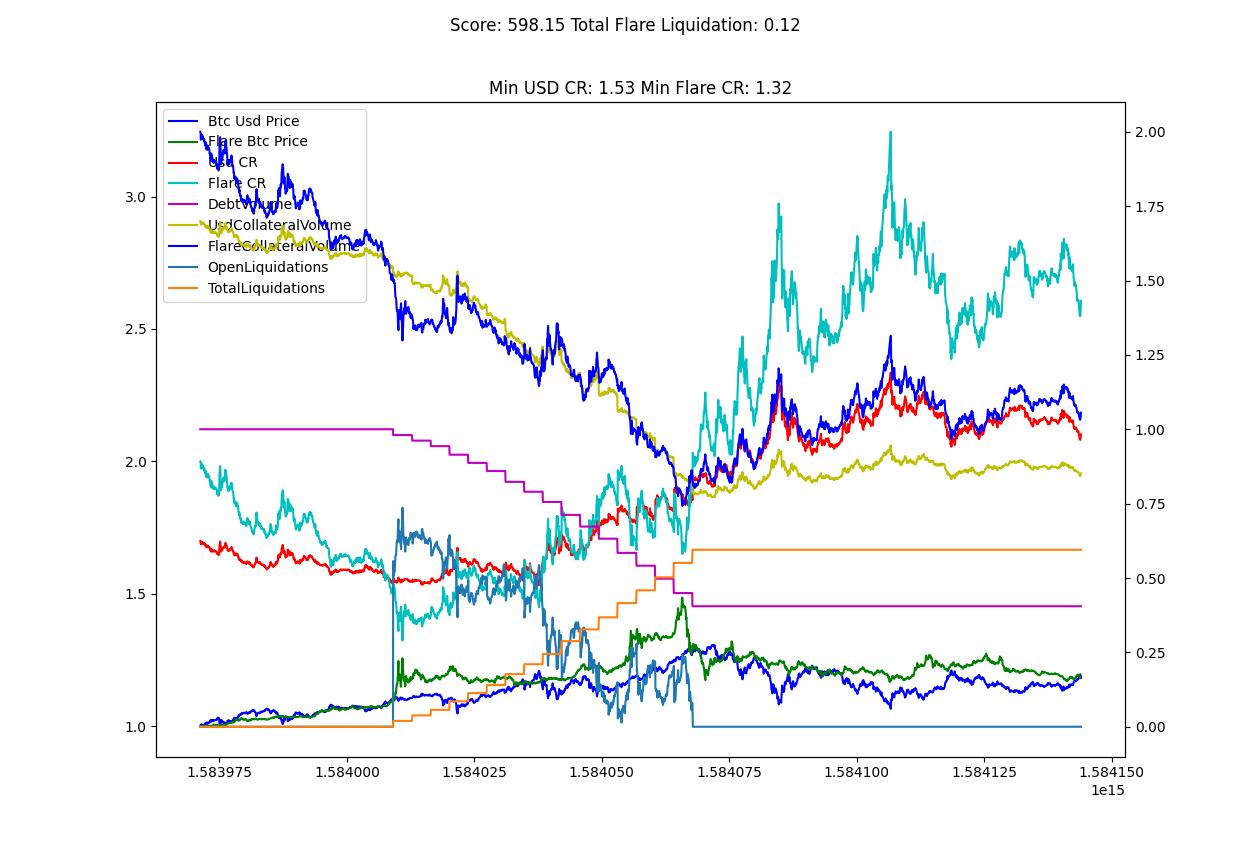 Score: 598.15 Total Flare Liquidation: 0.12
Min USD CR: 1.53 Min Flare CR: 1.32
Btc Usd Price
Flare Btc Price
Usd CR
Flare CR
DebtVolume
UsdCollateralVolume
FlareCollateralVolume
OpenLiquidations
TotalLiquidations
3.0
2.5
2.0
1.5
1.0
2.00
1.75
1.50
1.25
1.00
0.75
0.50
0.25
0.00
1.583975
1.584000
1.584025
1.584050
1.584075
1.584100
1.584125
1.584150
1e15